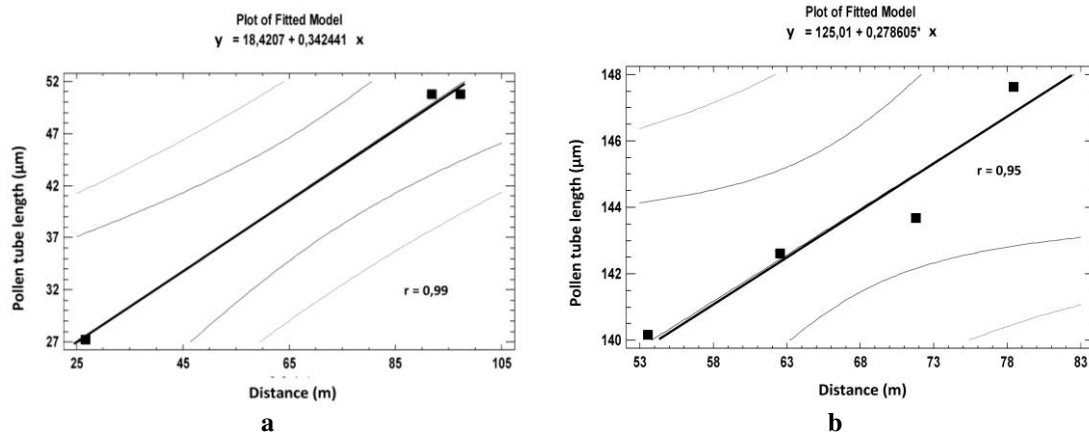 Plot of Fitted Model
y = 18,4207 + 0,342441 x
Pollen tube length (µm)
52
47
42
37
32
27
r = 0,99
25 45 65 85 105
Distance (m)
a
Plot of Fitted Model
y = 125,01 + 0,278605* x
Pollen tube length (µm)
148
146
144
142
140
r = 0,95
53 58 63 68 73 78 83
Distance (m)
b